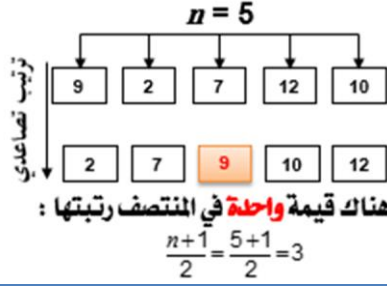 n = 5
9 2 7 12 10
ترتيب تصاعدي
2 7 9 10 12
هناك قيمة واحدة في المنتصف رتبتها :
n+1/2 = 5+1/2 = 3